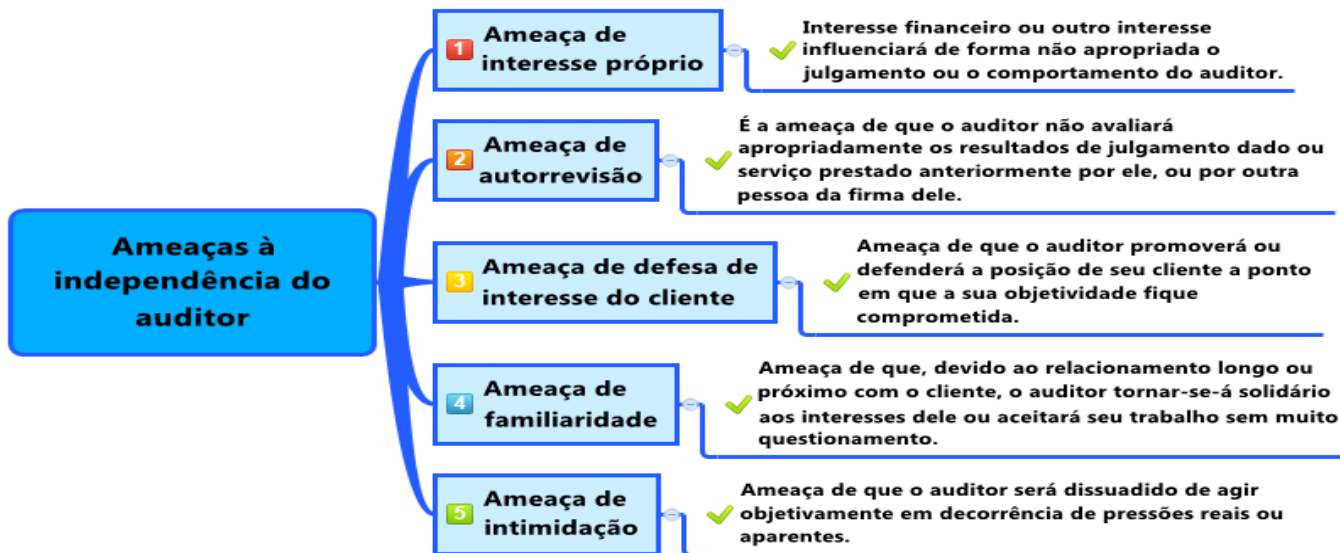 Ameaças à
independência do
auditor
1
Ameaça de
interesse próprio
Interesse financeiro ou outro interesse
influenciará de forma não apropriada o
julgamento ou o comportamento do auditor.
2
Ameaça de
autorrevisão
É a ameaça de que o auditor não avaliará
apropriadamente os resultados de julgamento dado ou
serviço prestado anteriormente por ele, ou por outra
pessoa da firma dele.
3
Ameaça de defesa de
interesse do cliente
Ameaça de que o auditor promoverá ou
defenderá a posição de seu cliente a ponto
em que a sua objetividade fique
comprometida.
4
Ameaça de
familiaridade
Ameaça de que, devido ao relacionamento longo ou
próximo com o cliente, o auditor tornar-se-á solidário
aos interesses dele ou aceitará seu trabalho sem muito
questionamento.
5
Ameaça de
intimidação
Ameaça de que o auditor será dissuadido de agir
objetivamente em decorrência de pressões reais ou
aparentes.